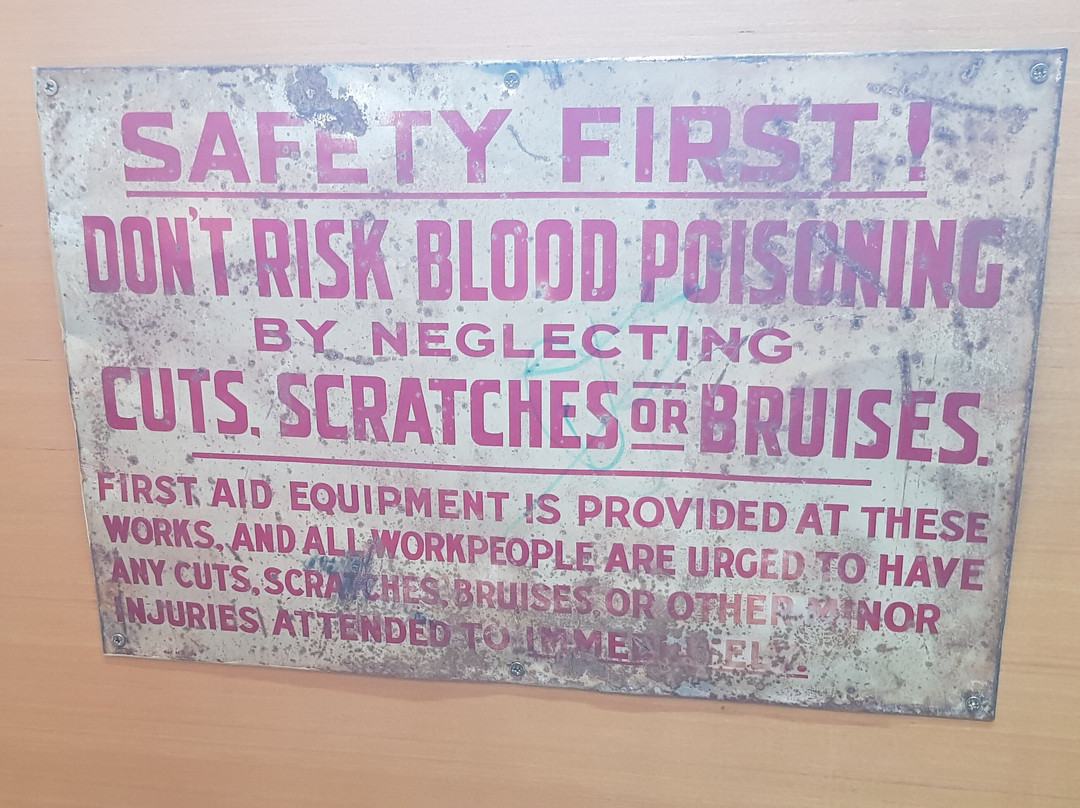 SAFETY FIRST!
DON'T RISK BLOOD POISONING
BY NEGLECTING
CUTS, SCRATCHES OR BRUISES.
FIRST AID EQUIPMENT IS PROVIDED AT THESE
WORKS, AND ALL WORKPEOPLE ARE URGED TO HAVE
ANY CUTS, SCRATCHES, BRUISES OR OTHER MINOR
INJURIES ATTENDED TO IMMEDIATELY.